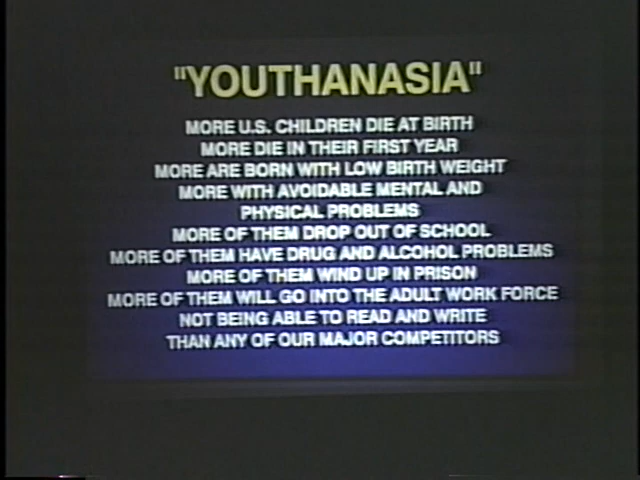 "YOUTHANASIA"
MORE U.S. CHILDREN DIE AT BIRTH
MORE DIE IN THEIR FIRST YEAR
MORE ARE BORN WITH LOW BIRTH WEIGHT
MORE WITH AVOIDABLE MENTAL AND
PHYSICAL PROBLEMS
MORE OF THEM DROP OUT OF SCHOOL
MORE OF THEM HAVE DRUG AND ALCOHOL PROBLEMS
MORE OF THEM WIND UP IN PRISON
MORE OF THEM WILL GO INTO THE ADULT WORK FORCE
NOT BEING ABLE TO READ AND WRITE
THAN ANY OF OUR MAJOR COMPETITORS